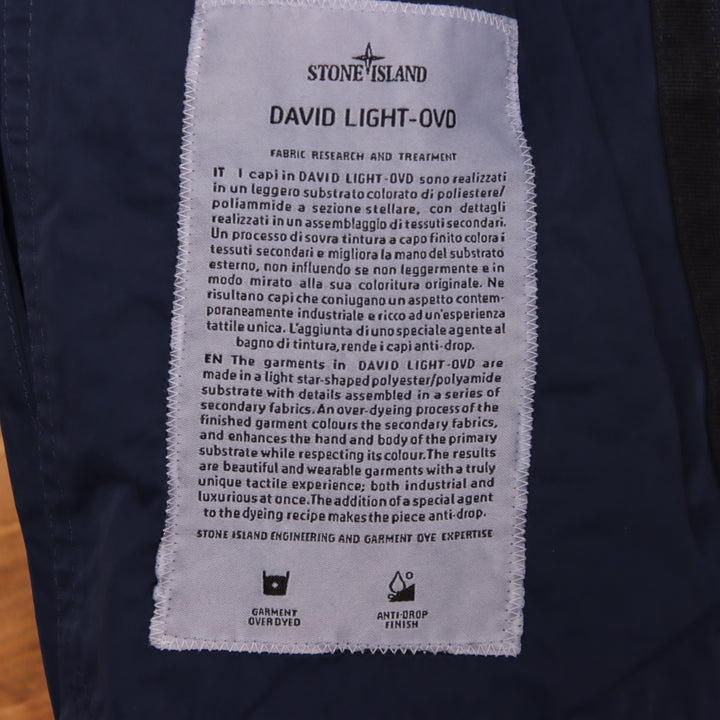 STONE ISLAND
DAVID LIGHT-OVD
FABRIC RESEARCH AND TREATMENT
IT I capi in DAVID LIGHT-OVD sono realizzati
in un leggero substrato colorato di poliestere/
poliammide a sezione stellare, con dettagli
realizzati in un assemblaggio di tessuti secondari.
Un processo di sovra tintura a capo finito colora i
tessuti secondari e migliora la mano del substrato
esterno, non influendo se non leggermente e in
modo mirato alla sua coloritura originale. Ne
risultano capi che coniugano un aspetto contem-
poraneamente industriale e ricco ad un'esperienza
tattile unica. L'aggiunta di uno speciale agente al
bagno di tintura, rende i capi anti-drop.
EN The garments in DAVID LIGHT-OVD are
made in a light star-shaped polyester/polyamide
substrate with details assembled in a series of
secondary fabrics. An over-dyeing process of the
finished garment colours the secondary fabrics,
and enhances the hand and body of the primary
substrate while respecting its colour. The results
are beautiful and wearable garments with a truly
unique tactile experience; both industrial and
luxurious at once. The addition of a special agent
to the dyeing recipe makes the piece anti-drop.
STONE ISLAND ENGINEERING AND GARMENT DYE EXPERTISE
GARMENT
OVER DYED
ANTI-DROP
FINISH